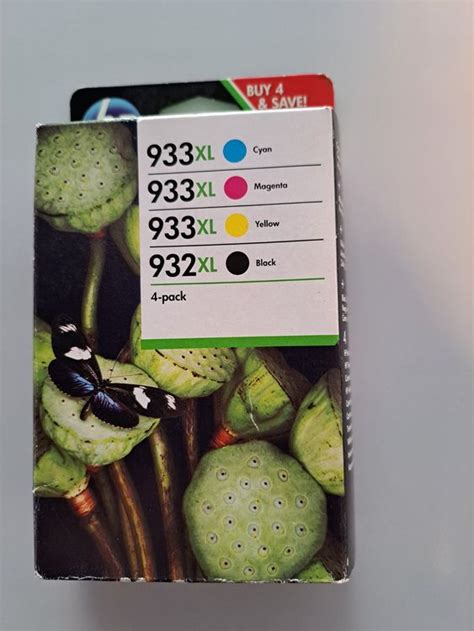 BUY 4
& SAVE!
933XL Cyan
933XL Magenta
933XL Yellow
932XL Black
4-pack